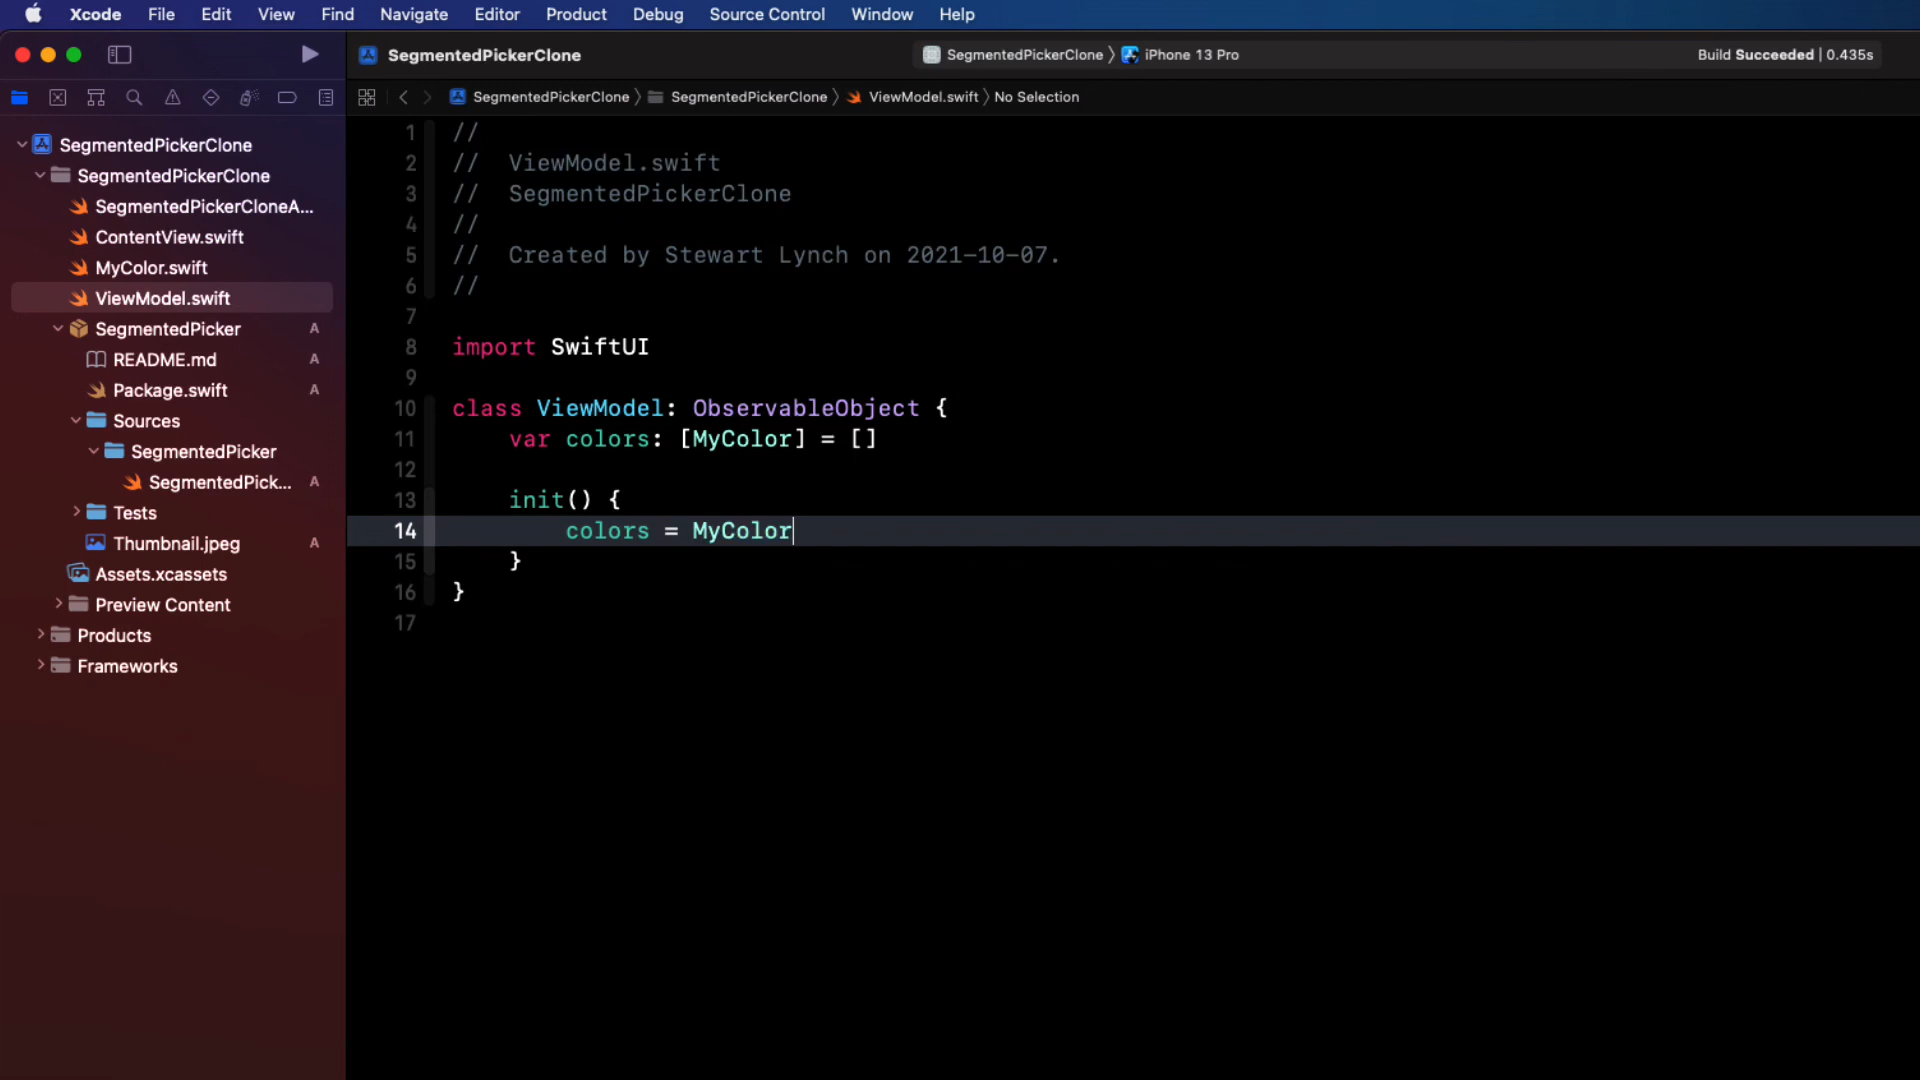 Xcode File Edit View Find Navigate Editor Product Debug Source Control Window Help
SegmentedPickerClone
SegmentedPickerClone 〉 iPhone 13 Pro
Build Succeeded | 0.435s
SegmentedPickerClone 〉 SegmentedPickerClone 〉 ViewModel.swift 〉 No Selection
SegmentedPickerClone
SegmentedPickerClone
SegmentedPickerCloneA...
ContentView.swift
MyColor.swift
ViewModel.swift
SegmentedPicker A
README.md A
Package.swift A
Sources
SegmentedPicker
SegmentedPick... A
Tests
Thumbnail.jpeg A
Assets.xcassets
Preview Content
Products
Frameworks
1 //
2 // ViewModel.swift
3 // SegmentedPickerClone
4 //
5 // Created by Stewart Lynch on 2021-10-07.
6 //
7
8 import SwiftUI
9
10 class ViewModel: ObservableObject {
11 var colors: [MyColor] = []
12
13 init() {
14 colors = MyColor
15 }
16 }
17